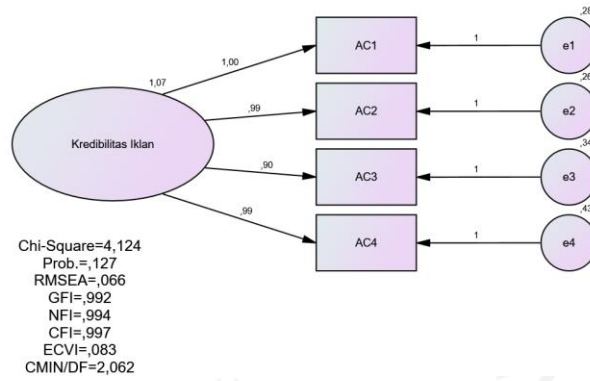 ,28
1,00
AC1
1
e1
1,07
,26
,99
AC2
1
e2
Kredibilitas Iklan
,34
,90
AC3
1
e3
,43
,99
AC4
1
e4
Chi-Square=4,124
Prob.=,127
RMSEA=,066
GFI=,992
NFI=,994
CFI=,997
ECVI=,083
CMIN/DF=2,062